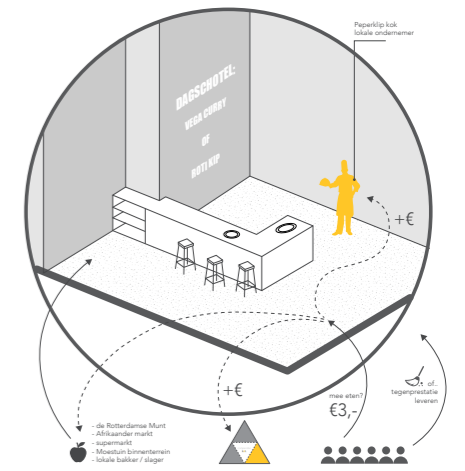 Peperklip kok
lokale ondernemer
DAGSCHOTEL:
VEGA CURRY
OF
ROTI KIP
+€
+€
mee eten?
€3,-
of..
tegenprestatie
leveren
- de Rotterdamse Munt
- Afrikaander markt
- supermarkt
- Moestuin binnenterrein
- lokale bakker / slager